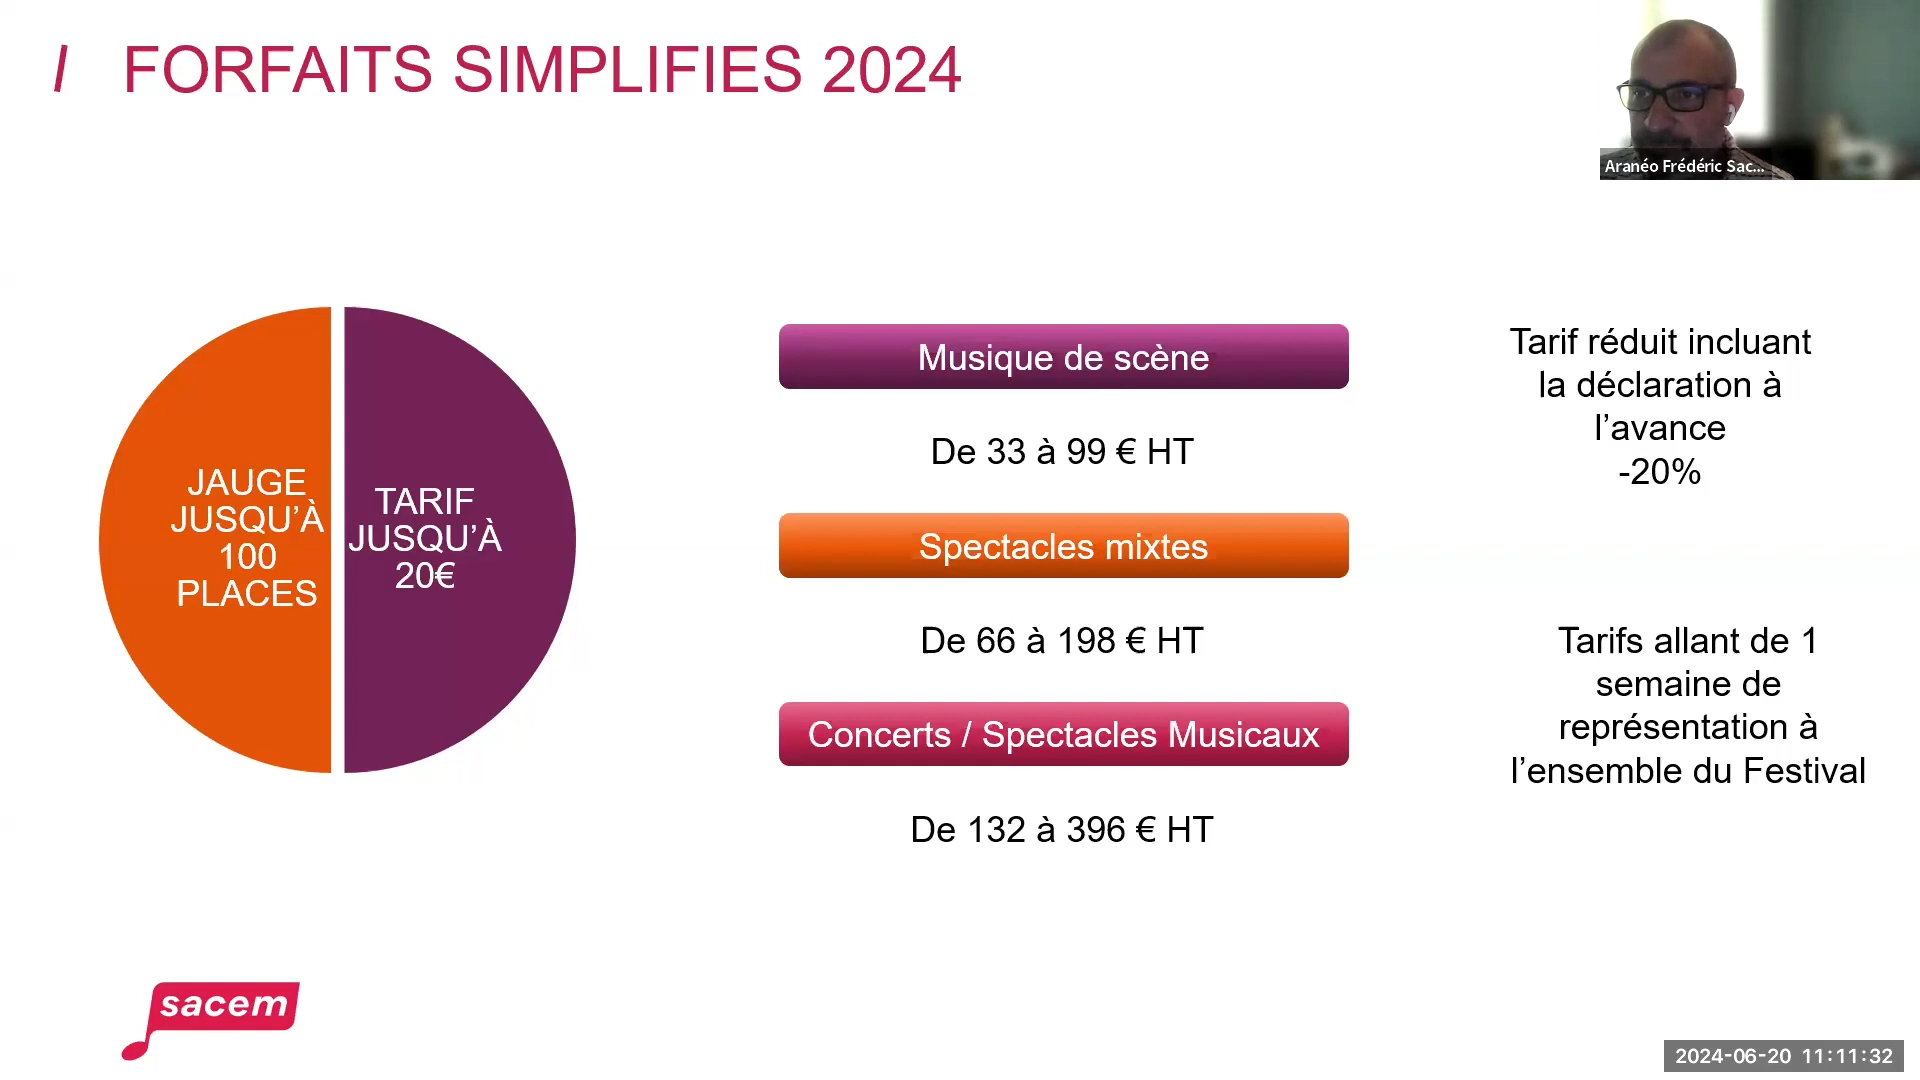 / FORFAITS SIMPLIFIES 2024
Aranéo Frédéric Sac...
JAUGE
JUSQU’À
100
PLACES
TARIF
JUSQU’À
20€
Musique de scène
De 33 à 99 € HT
Spectacles mixtes
De 66 à 198 € HT
Concerts / Spectacles Musicaux
De 132 à 396 € HT
Tarif réduit incluant
la déclaration à
l’avance
-20%
Tarifs allant de 1
semaine de
représentation à
l’ensemble du Festival
sacem
2024-06-20 11:11:32